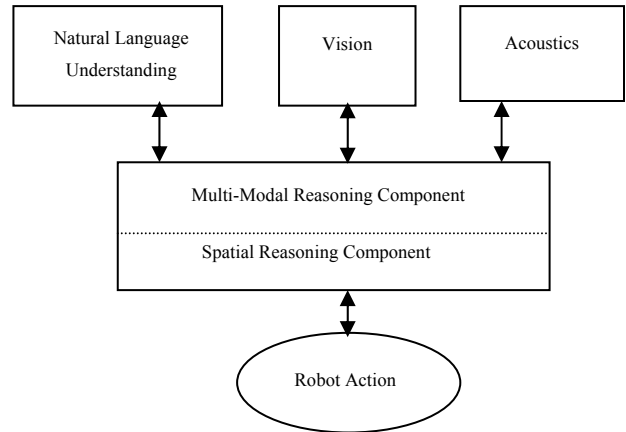 Natural Language
Understanding
Vision
Acoustics
Multi-Modal Reasoning Component
Spatial Reasoning Component
Robot Action